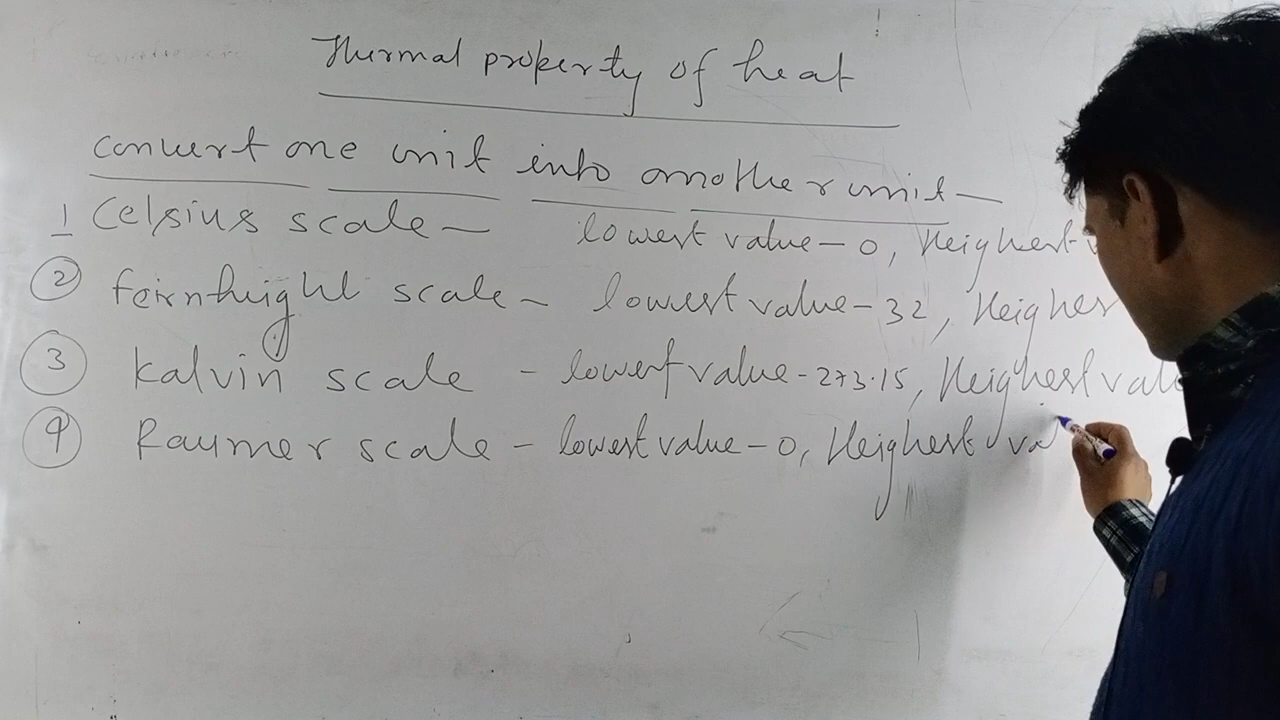 Thermal property of heat
convert one unit into another unit –
1 Celsius scale – lowest value – 0, Heighest
② feirnhight scale – lowest value – 32, Heighes
③ Kalvin scale – lowest value – 273.15, Heighest valu
④ Raumer scale – lowest value – 0, Heighest va